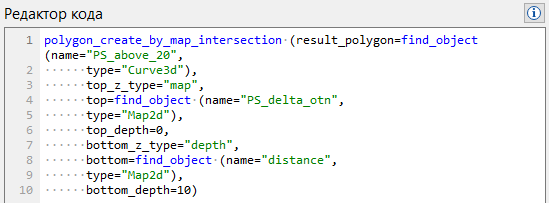 Редактор кода
1 polygon_create_by_map_intersection (result_polygon=find_object
(name="PS_above_20",
2 type="Curve3d"),
3 top_z_type="map",
4 top=find_object (name="PS_delta_otn",
5 type="Map2d"),
6 top_depth=0,
7 bottom_z_type="depth",
8 bottom=find_object (name="distance",
9 type="Map2d"),
10 bottom_depth=10)